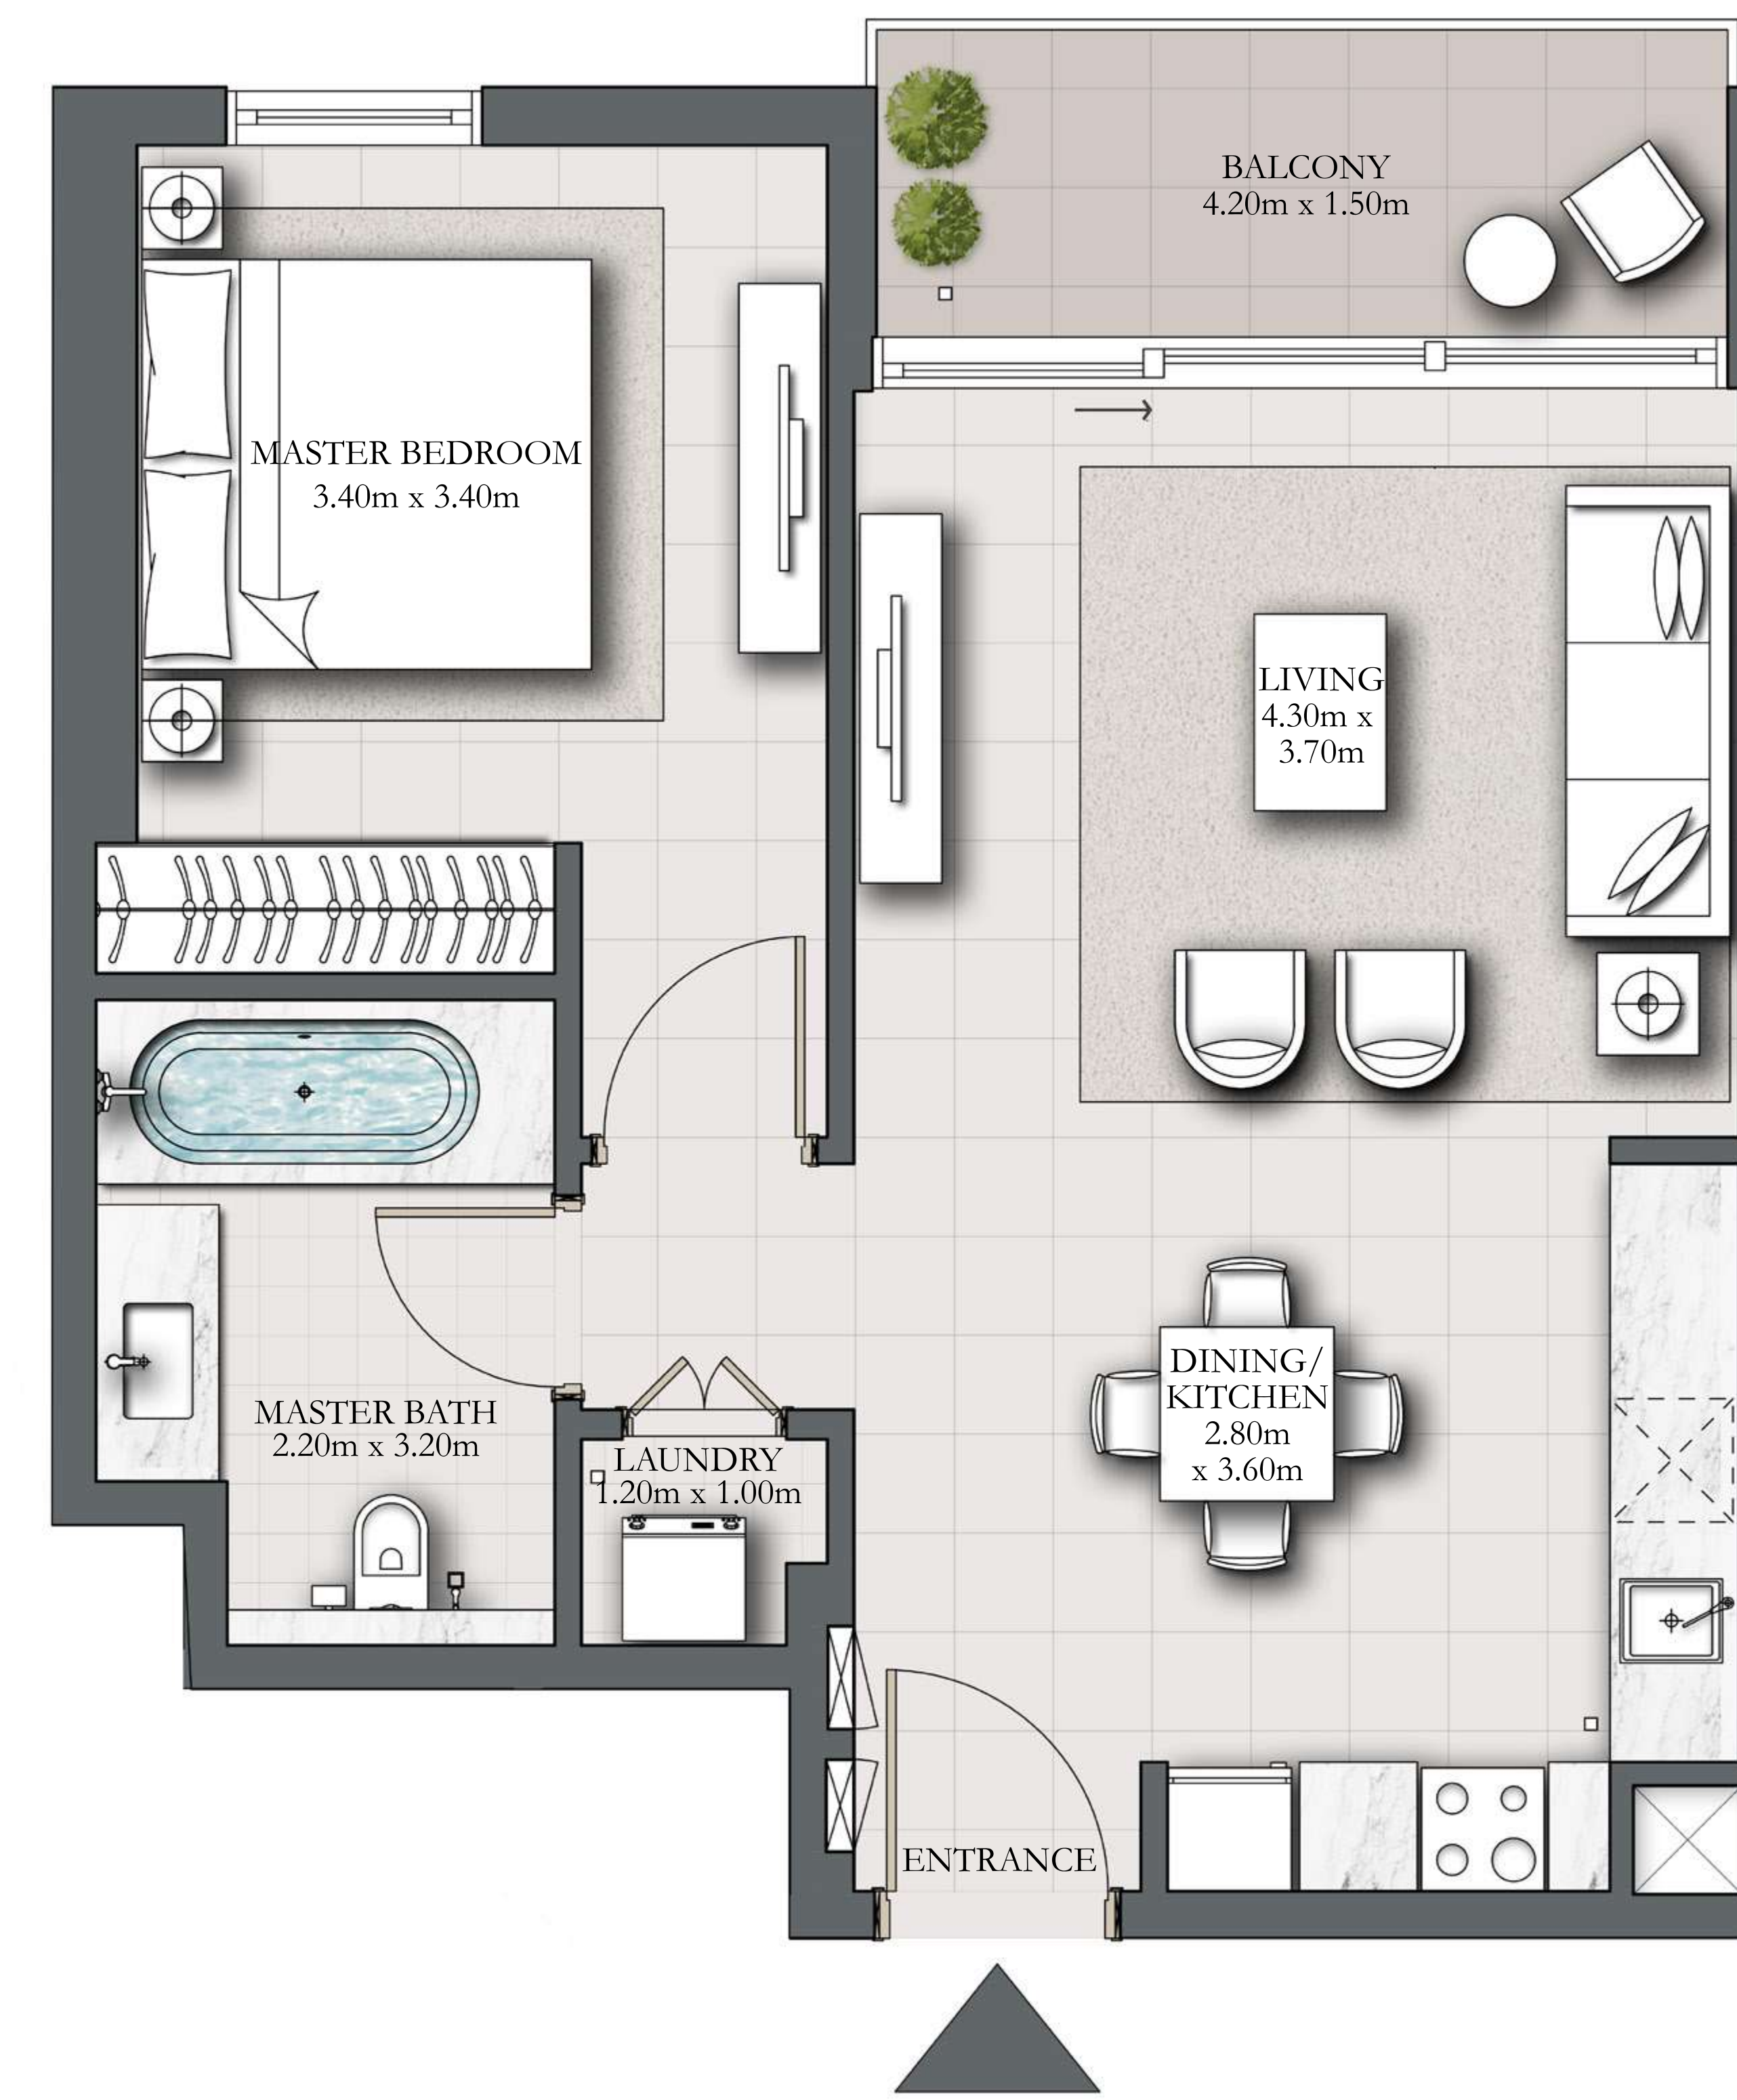 BALCONY
4.20m x 1.50m
MASTER BEDROOM
3.40m x 3.40m
LIVING
4.30m x
3.70m
DINING/
KITCHEN
2.80m
x 3.60m
MASTER BATH
2.20m x 3.20m
LAUNDRY
1.20m x 1.00m
ENTRANCE